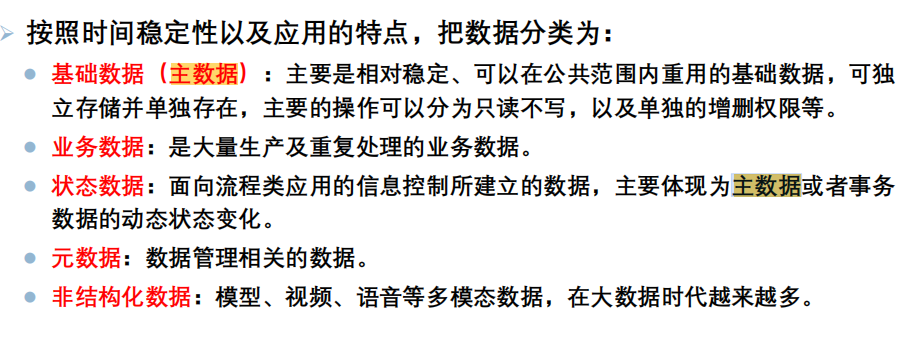 按照时间稳定性以及应用的特点，把数据分类为：
基础数据（主数据）：主要是相对稳定、可以在公共范围内重用的基础数据，可独
立存储并单独存在，主要的操作可以分为只读不写，以及单独的增删权限等。
业务数据：是大量生产及重复处理的业务数据。
状态数据：面向流程类应用的信息控制所建立的数据，主要体现为主数据或者事务
数据的动态状态变化。
元数据：数据管理相关的数据。
非结构化数据：模型、视频、语音等多模态数据，在大数据时代越来越多。